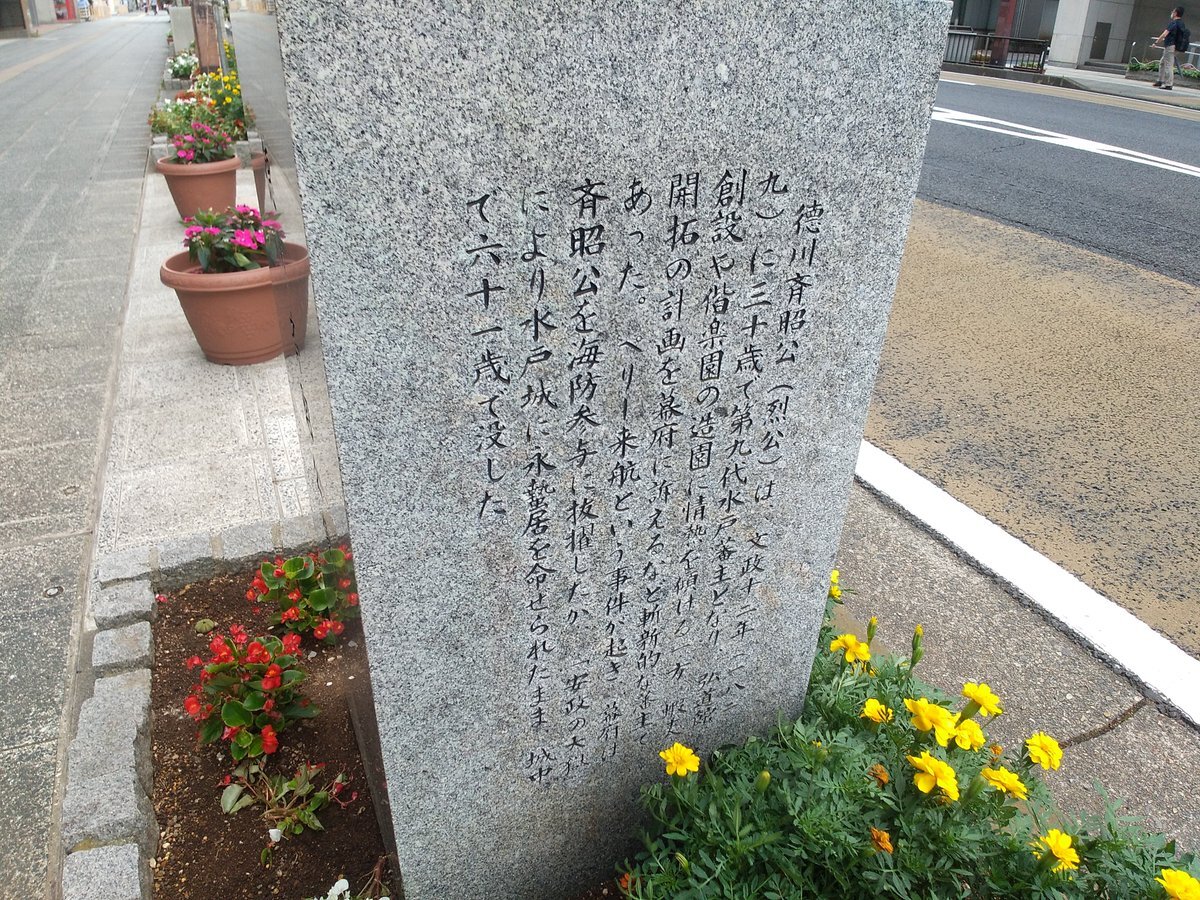 徳川斉昭公（烈公）は 文政十二年（一八二
九）に三十歳で第九代水戸藩主となり 弘道館
創設や偕楽園の造園に情熱を傾ける一方 蝦夷
開拓の計画を幕府に訴えるなど斬新的な藩主で
あった。ペリー来航という事件が起き 幕府は
斉昭公を海防参与に抜擢したが 「安政の大獄
により水戸城に永蟄居を命せられたまま 城中
で六十一歳で没した